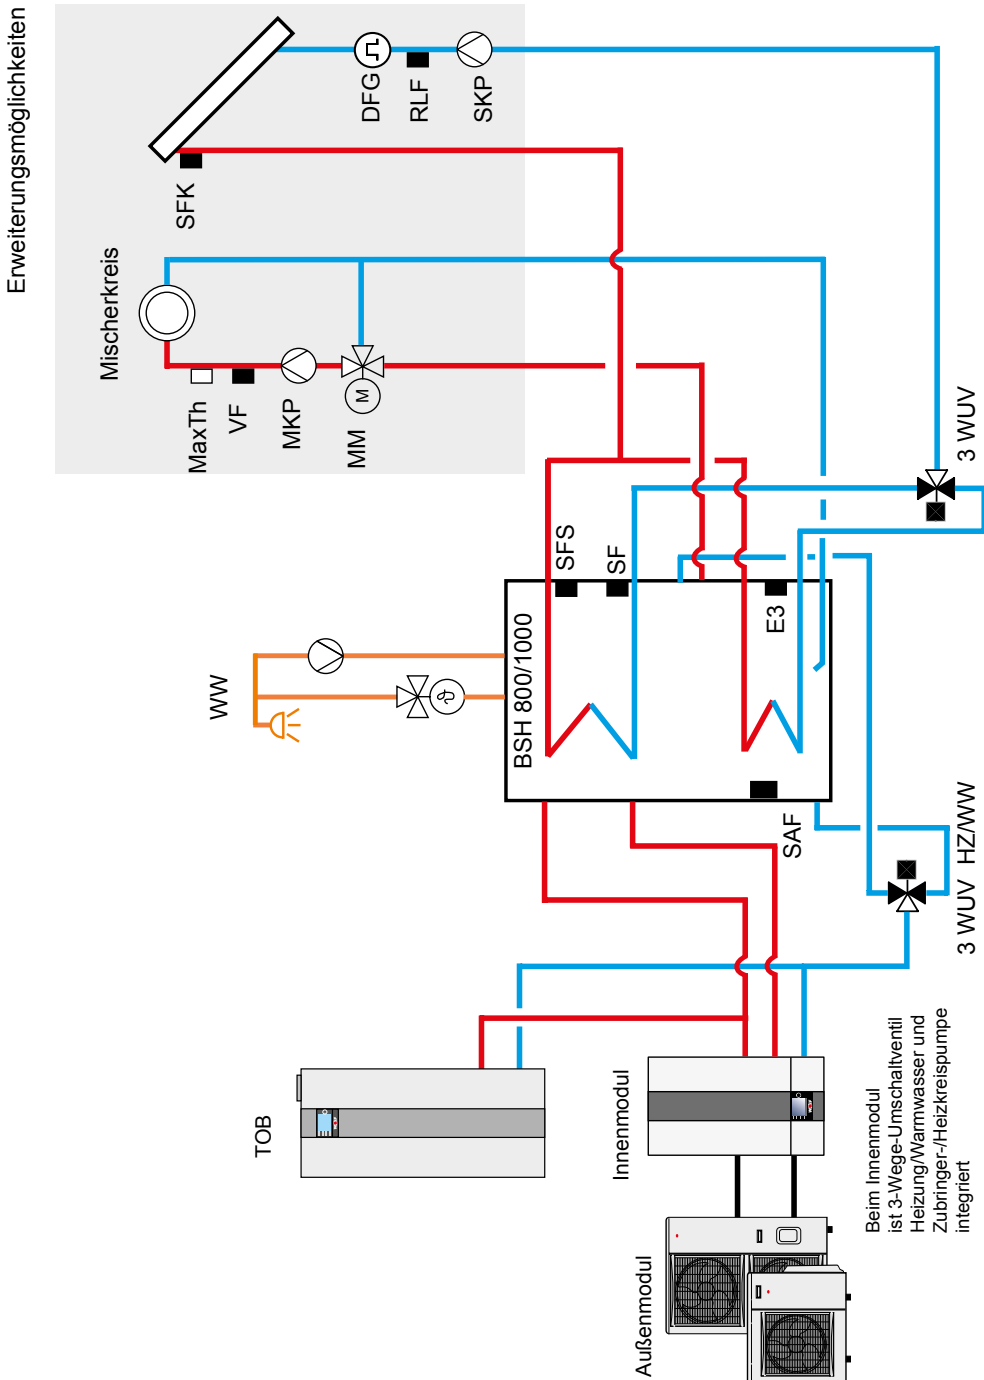 Erweiterungsmöglichkeiten
DFG
RLF
SKP
SFK
Mischerkreis
MaxTh
VF
MKP
MM
M
3 WUV
WW
SFS
SF
E3
BSH 800/1000
SAF
3 WUV HZ/WW
TOB
Innenmodul
Außenmodul
Beim Innenmodul
ist 3-Wege-Umschaltventil
Heizung/Warmwasser und
Zubringer-/Heizkreispumpe
integriert